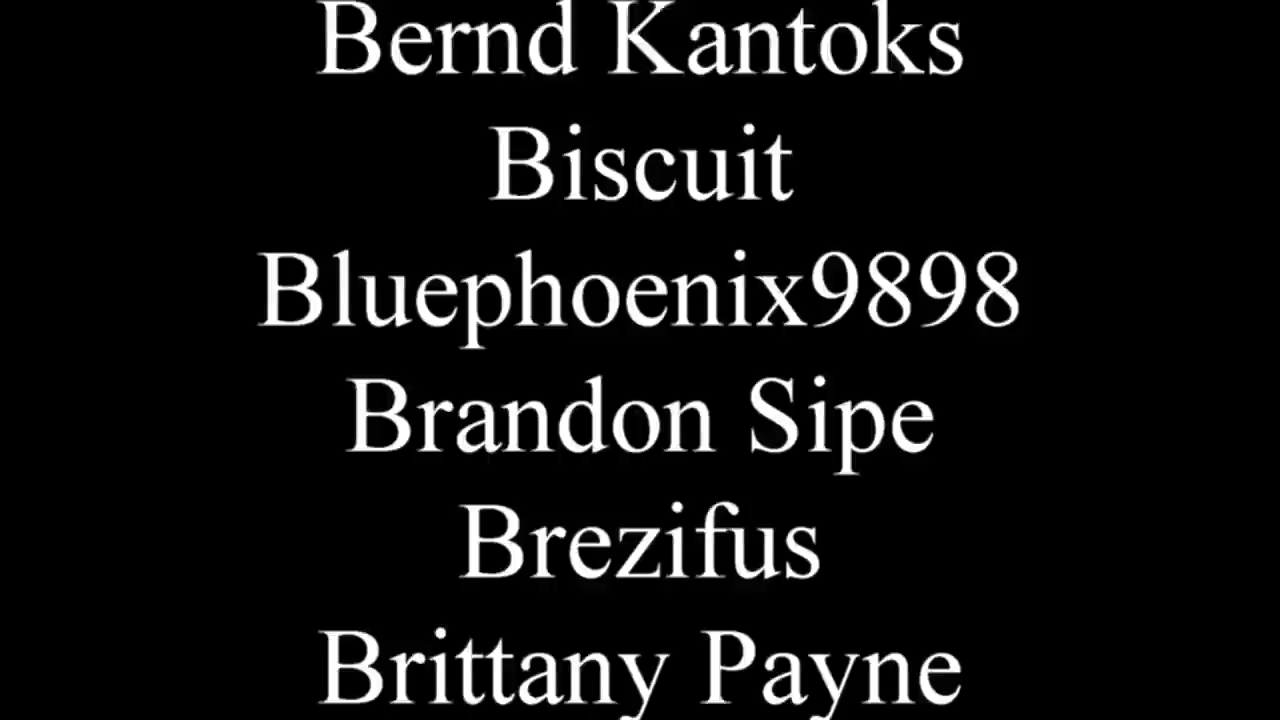 Bernd Kantoks
Biscuit
Bluephoenix9898
Brandon Sipe
Brezifus
Brittany Payne